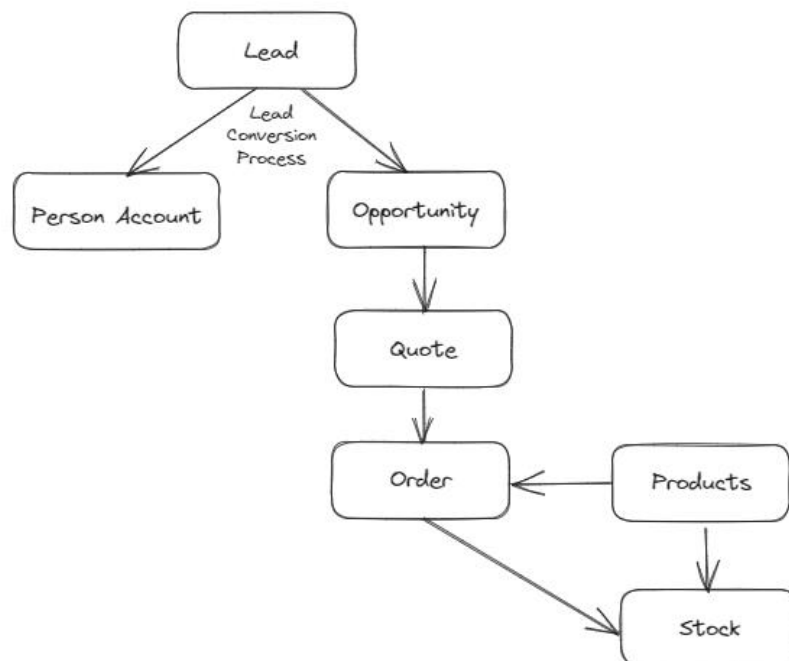 Lead
Lead
Conversion
Process
Person Account
Opportunity
Quote
Order
Products
Stock